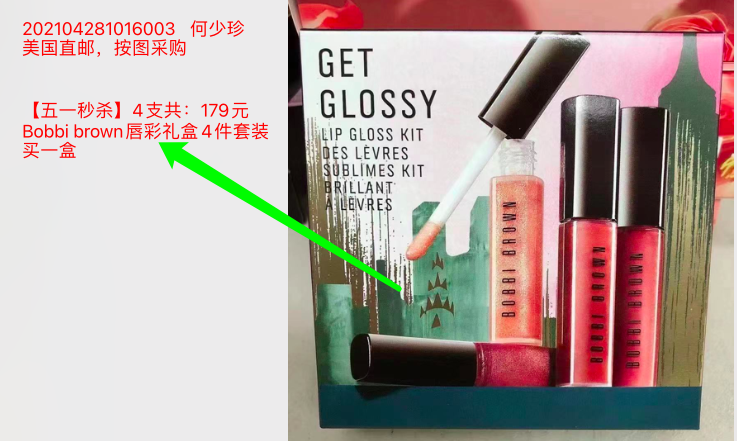 202104281016003 何少珍
美国直邮，按图采购
【五一秒杀】4支共：179元
Bobbi brown唇彩礼盒4件套装
买一盒
GET
GLOSSY
LIP GLOSS KIT
DES LÈVRES
SUBLIMES KIT
BRILLANT
À LÈVRES
BOBBI BROWN
BOBBI BROWN
BOBBI BROWN